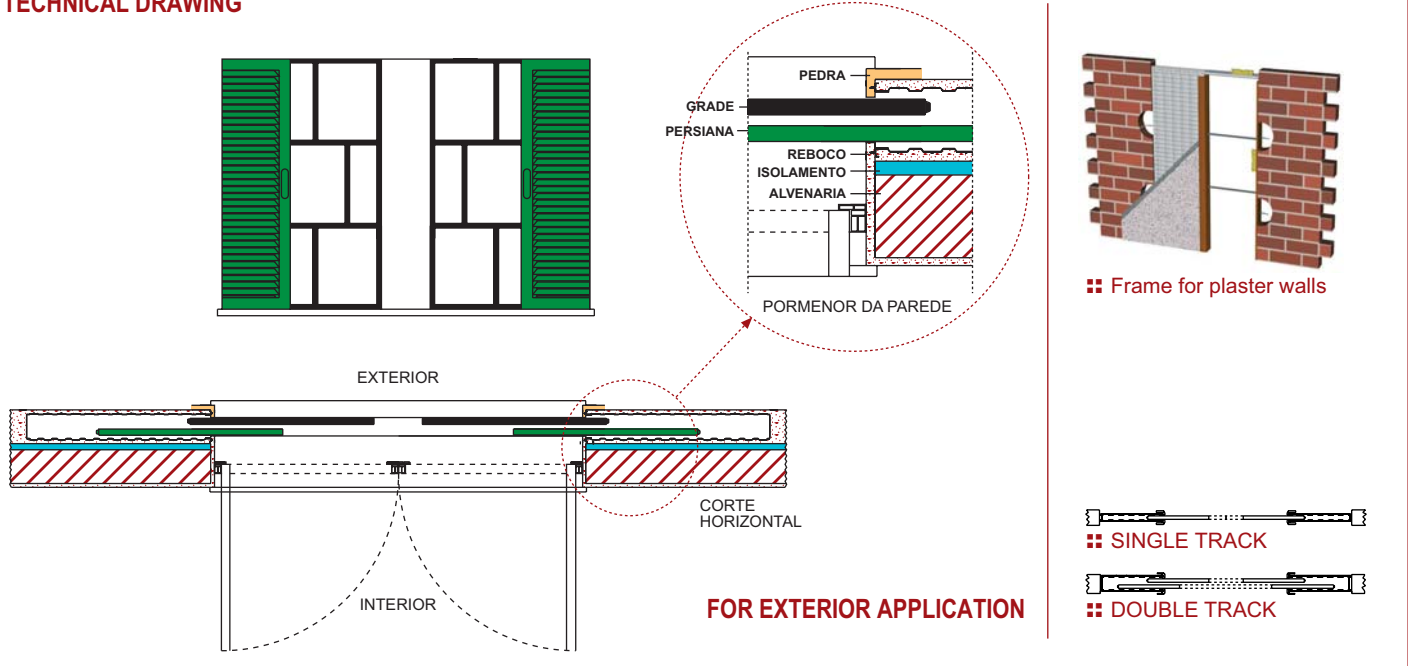 TECHNICAL DRAWING
PEDRA
GRADE
PERSIANA
REBOCO
ISOLAMENTO
ALVENARIA
PORMENOR DA PAREDE
EXTERIOR
CORTE
HORIZONTAL
INTERIOR
FOR EXTERIOR APPLICATION
Frame for plaster walls
SINGLE TRACK
DOUBLE TRACK